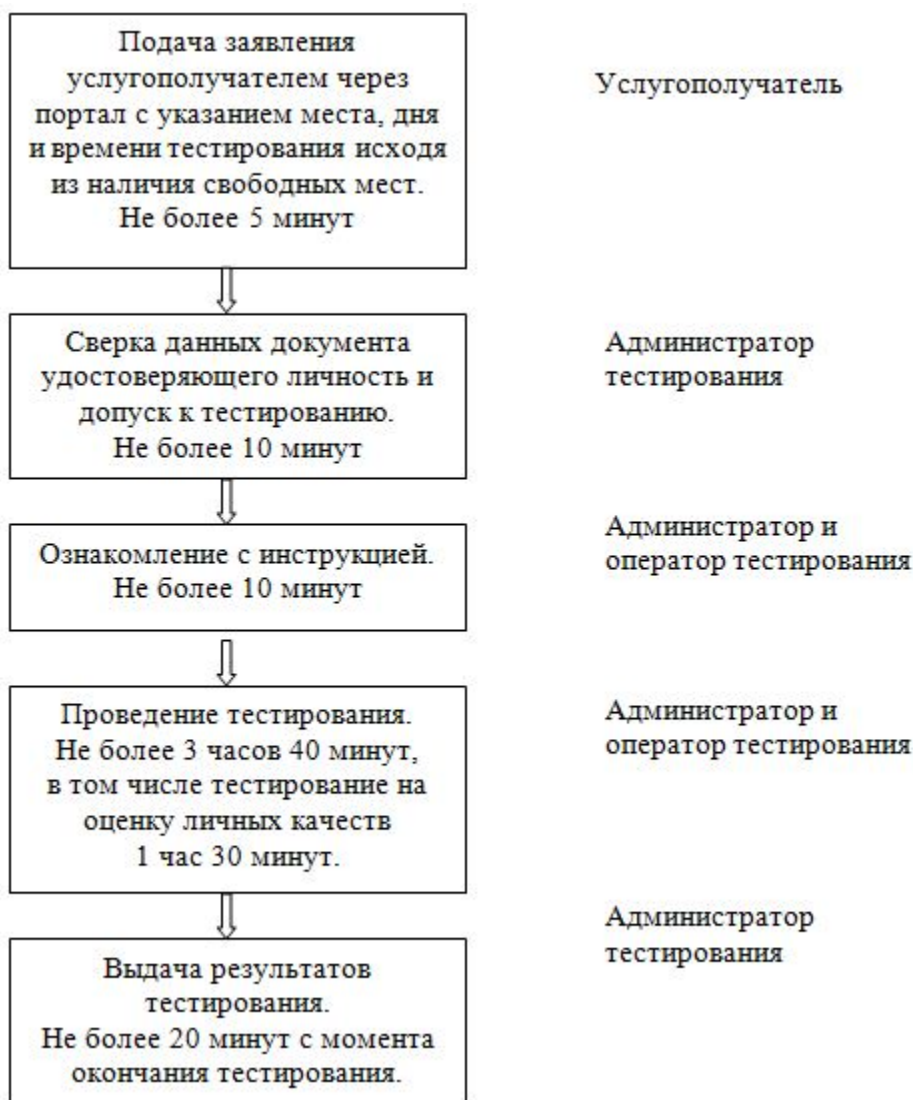 Подача заявления
услугополучателем через
портал с указанием места, дня
и времени тестирования исходя
из наличия свободных мест.
Не более 5 минут
Услугополучатель
Сверка данных документа
удостоверяющего личность и
допуск к тестированию.
Не более 10 минут
Администратор
тестирования
Ознакомление с инструкцией.
Не более 10 минут
Администратор и
оператор тестирования
Проведение тестирования.
Не более 3 часов 40 минут,
в том числе тестирование на
оценку личных качеств
1 час 30 минут.
Администратор и
оператор тестирования
Выдача результатов
тестирования.
Не более 20 минут с момента
окончания тестирования.
Администратор
тестирования